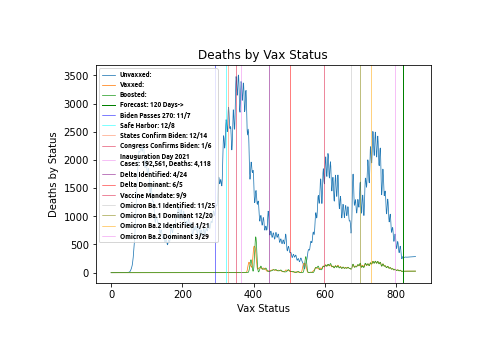 Deaths by Vax Status
Deaths by Vax Status
3500
3000
2500
2000
1500
1000
500
0
Unvaxxed:
Vaxxed:
Boosted:
Forecast: 120 Days->
Biden Passes 270: 11/7
Safe Harbor: 12/8
States Confirm Biden: 12/14
Congress Confirms Biden: 1/6
Inauguration Day 2021
Cases: 192,561, Deaths: 4,118
Delta Identified: 4/24
Delta Dominant: 6/5
Vaccine Mandate: 9/9
Omicron Ba.1 Identified: 11/25
Omicron Ba.1 Dominant 12/20
Omicron Ba.2 Identified 1/21
Omicron Ba.2 Dominant 3/29
0 200 400 600 800
Vax Status